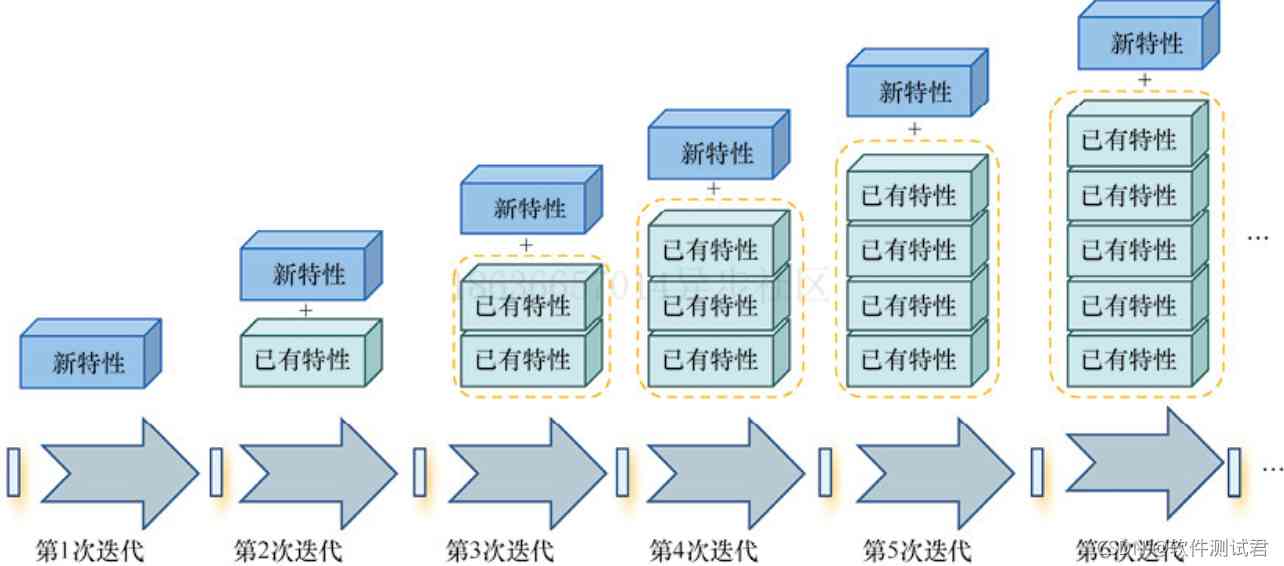 新特性
第1次迭代
新特性
+
已有特性
第2次迭代
新特性
+
已有特性
已有特性
第3次迭代
新特性
+
已有特性
已有特性
已有特性
第4次迭代
新特性
+
已有特性
已有特性
已有特性
已有特性
第5次迭代
新特性
+
已有特性
已有特性
已有特性
已有特性
已有特性
第6次迭代
...
...
异步社区
CSDN @软件测试君